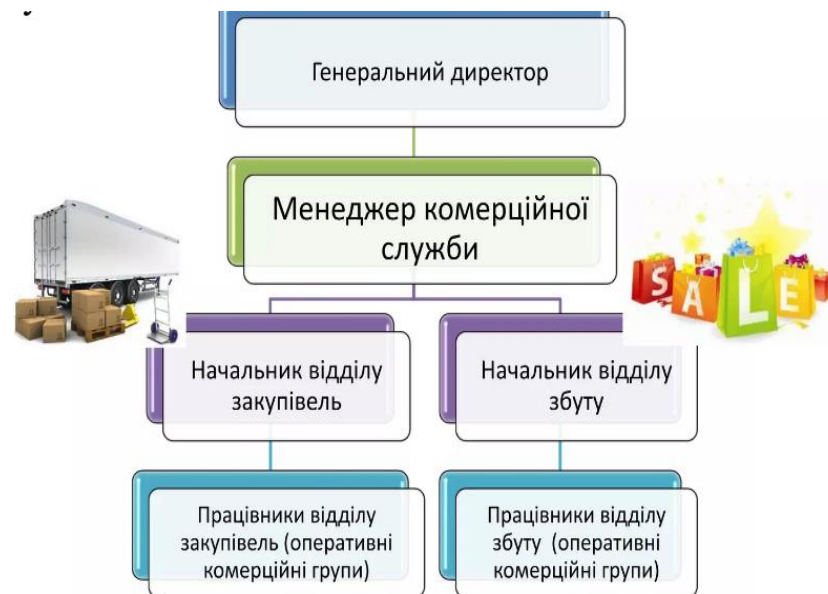 Генеральний директор
Менеджер комерційної
служби
SALE
Начальник відділу
закупівель
Начальник відділу
збуту
Працівники відділу
закупівель (оперативні
комерційні групи)
Працівники відділу
збуту (оперативні
комерційні групи)